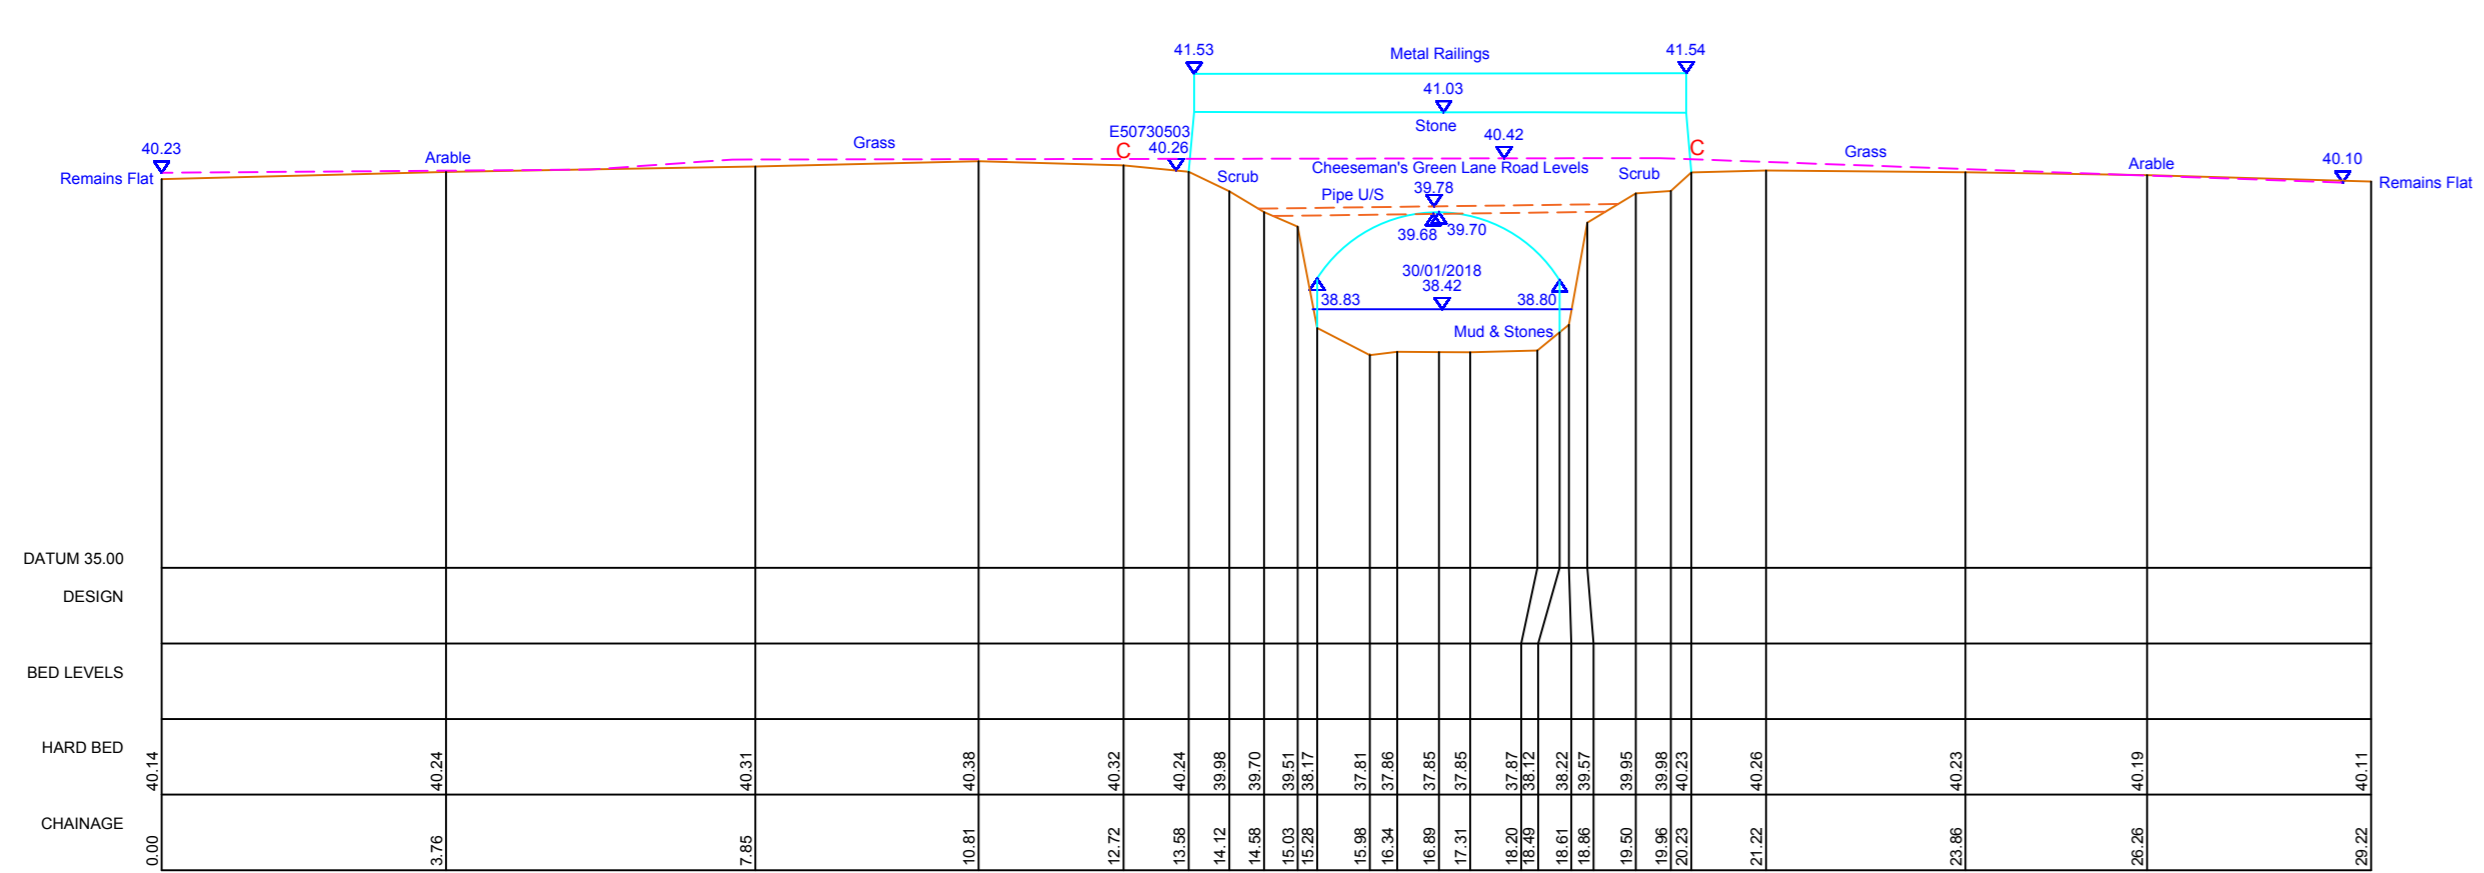 41.53
Metal Railings
41.54
41.03
Stone
E50730503
40.26
C
40.42
C
40.23
Remains Flat
Arable
Grass
Scrub
Cheeseman's Green Lane Road Levels
Scrub
Grass
Arable
40.10
Remains Flat
Pipe U/S
39.78
39.68
39.70
30/01/2018
38.42
38.83
38.80
Mud & Stones
DATUM 35.00
DESIGN
BED LEVELS
HARD BED
40.14 40.24 40.31 40.38 40.32 40.24 39.98 39.70 39.51 38.17 37.81 37.86 37.85 37.85 37.87 38.12 38.22 39.57 39.95 39.98 40.23 40.26 40.23 40.19 40.11
CHAINAGE
0.00 3.76 7.85 10.81 12.72 13.58 14.12 14.58 15.03 15.28 15.98 16.34 16.89 17.31 18.20 18.49 18.61 18.86 19.50 19.96 20.23 21.22 23.86 26.26 29.22